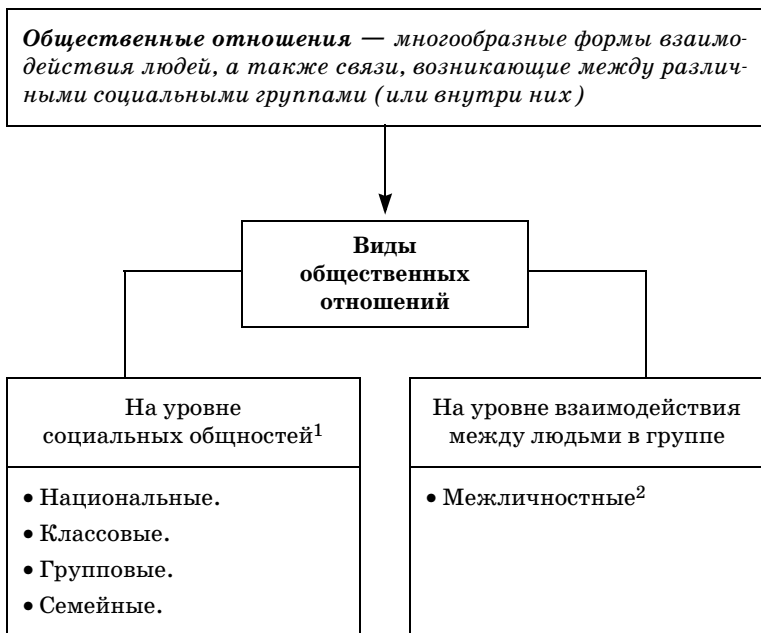 Общественные отношения — многообразные формы взаимо-
действия людей, а также связи, возникающие между различ-
ными социальными группами (или внутри них)
Виды
общественных
отношений
На уровне
социальных общностей¹
• Национальные.
• Классовые.
• Групповые.
• Семейные.
На уровне взаимодействия
между людьми в группе
• Межличностные²